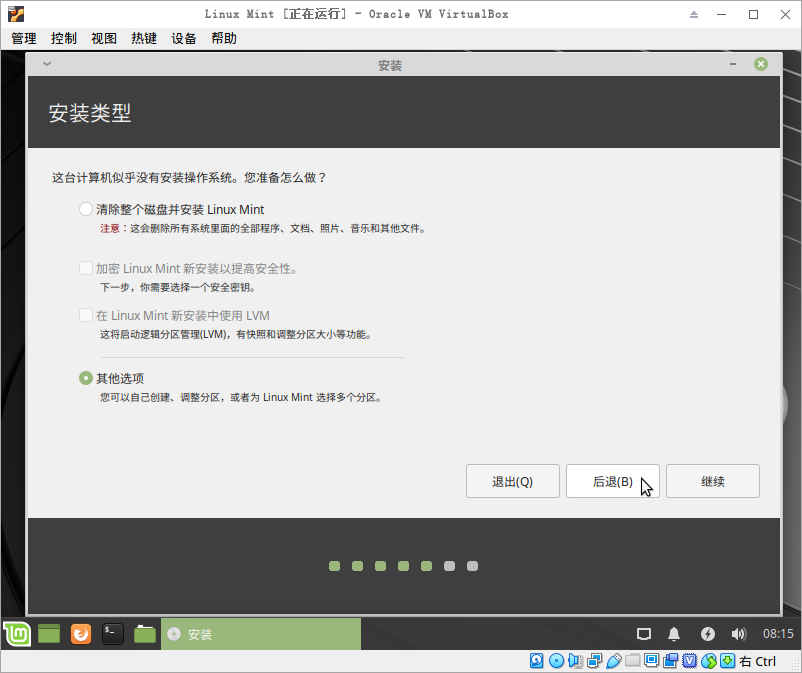 Linux Mint [正在运行] - Oracle VM VirtualBox
管理 控制 视图 热键 设备 帮助
安装
安装类型
这台计算机似乎没有安装操作系统。您准备怎么做？
清除整个磁盘并安装 Linux Mint
注意：这会删除所有系统里面的全部程序、文档、照片、音乐和其他文件。
加密 Linux Mint 新安装以提高安全性。
下一步，你需要选择一个安全密钥。
在 Linux Mint 新安装中使用 LVM
这将启动逻辑分区管理(LVM)，有快照和调整分区大小等功能。
其他选项
您可以自己创建、调整分区，或者为 Linux Mint 选择多个分区。
退出(Q) 后退(B) 继续
安装 08:15
右 Ctrl